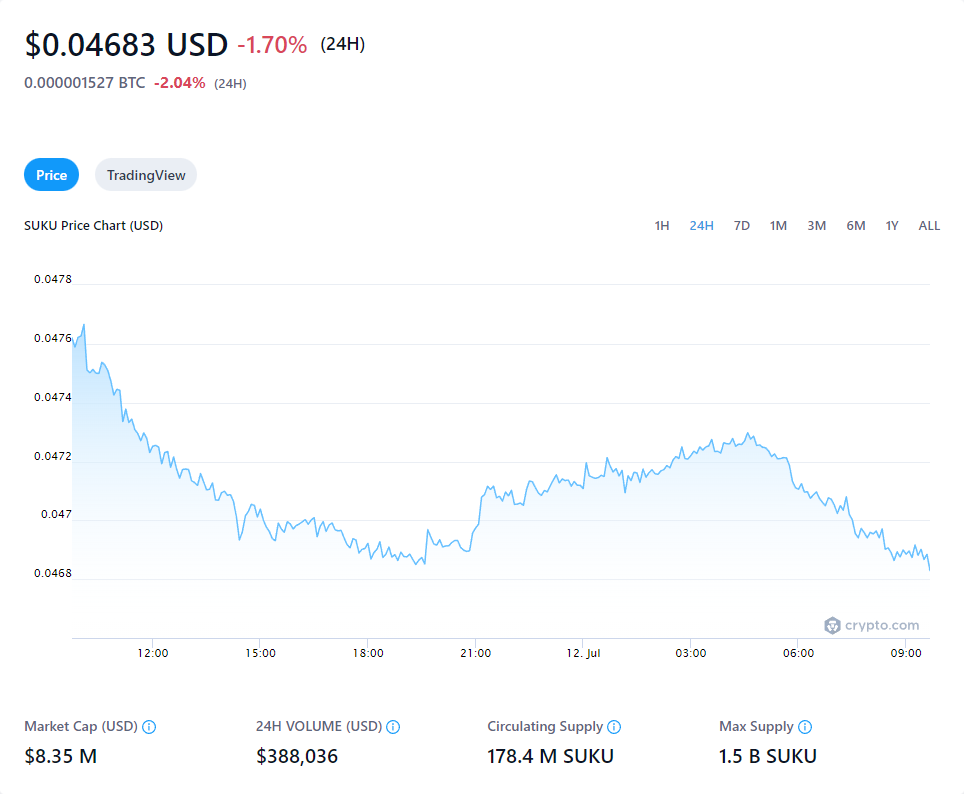 $0.04683 USD -1.70% (24H)
0.000001527 BTC -2.04% (24H)
Price TradingView
SUKU Price Chart (USD) 1H 24H 7D 1M 3M 6M 1Y ALL
0.0478
0.0476
0.0474
0.0472
0.047
0.0468
crypto.com
12:00 15:00 18:00 21:00 12. Jul 03:00 06:00 09:00
Market Cap (USD) 24H VOLUME (USD) Circulating Supply Max Supply
$8.35 M $388,036 178.4 M SUKU 1.5 B SUKU